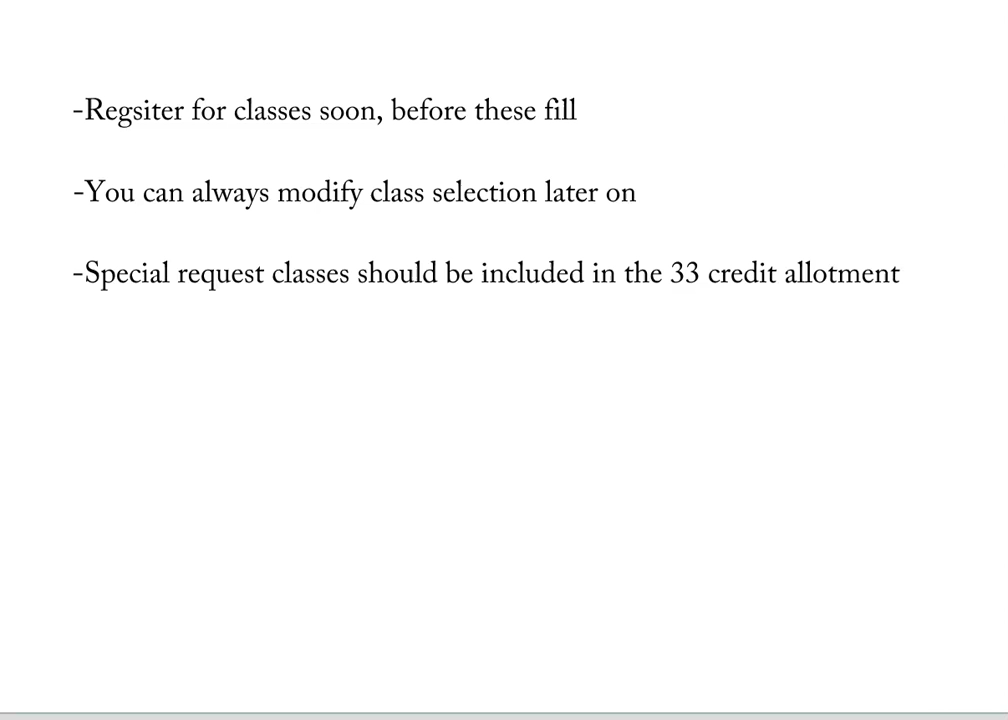 -Regsiter for classes soon, before these fill
-You can always modify class selection later on
-Special request classes should be included in the 33 credit allotment